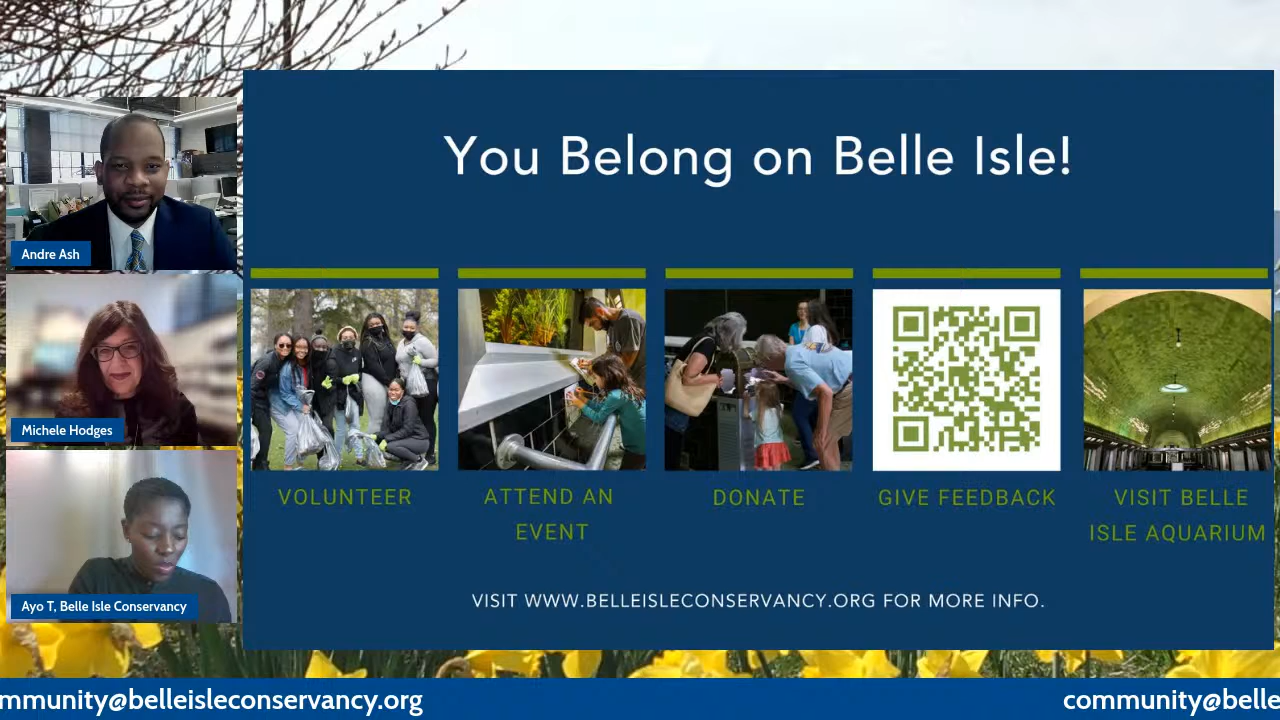 You Belong on Belle Isle!
Andre Ash
Michele Hodges
Ayo T, Belle Isle Conservancy
VOLUNTEER
ATTEND AN
EVENT
DONATE
GIVE FEEDBACK
VISIT BELLE
ISLE AQUARIUM
VISIT WWW.BELLEISLECONSERVANCY.ORG FOR MORE INFO.
mmunity@belleisleconservancy.org
community@belle